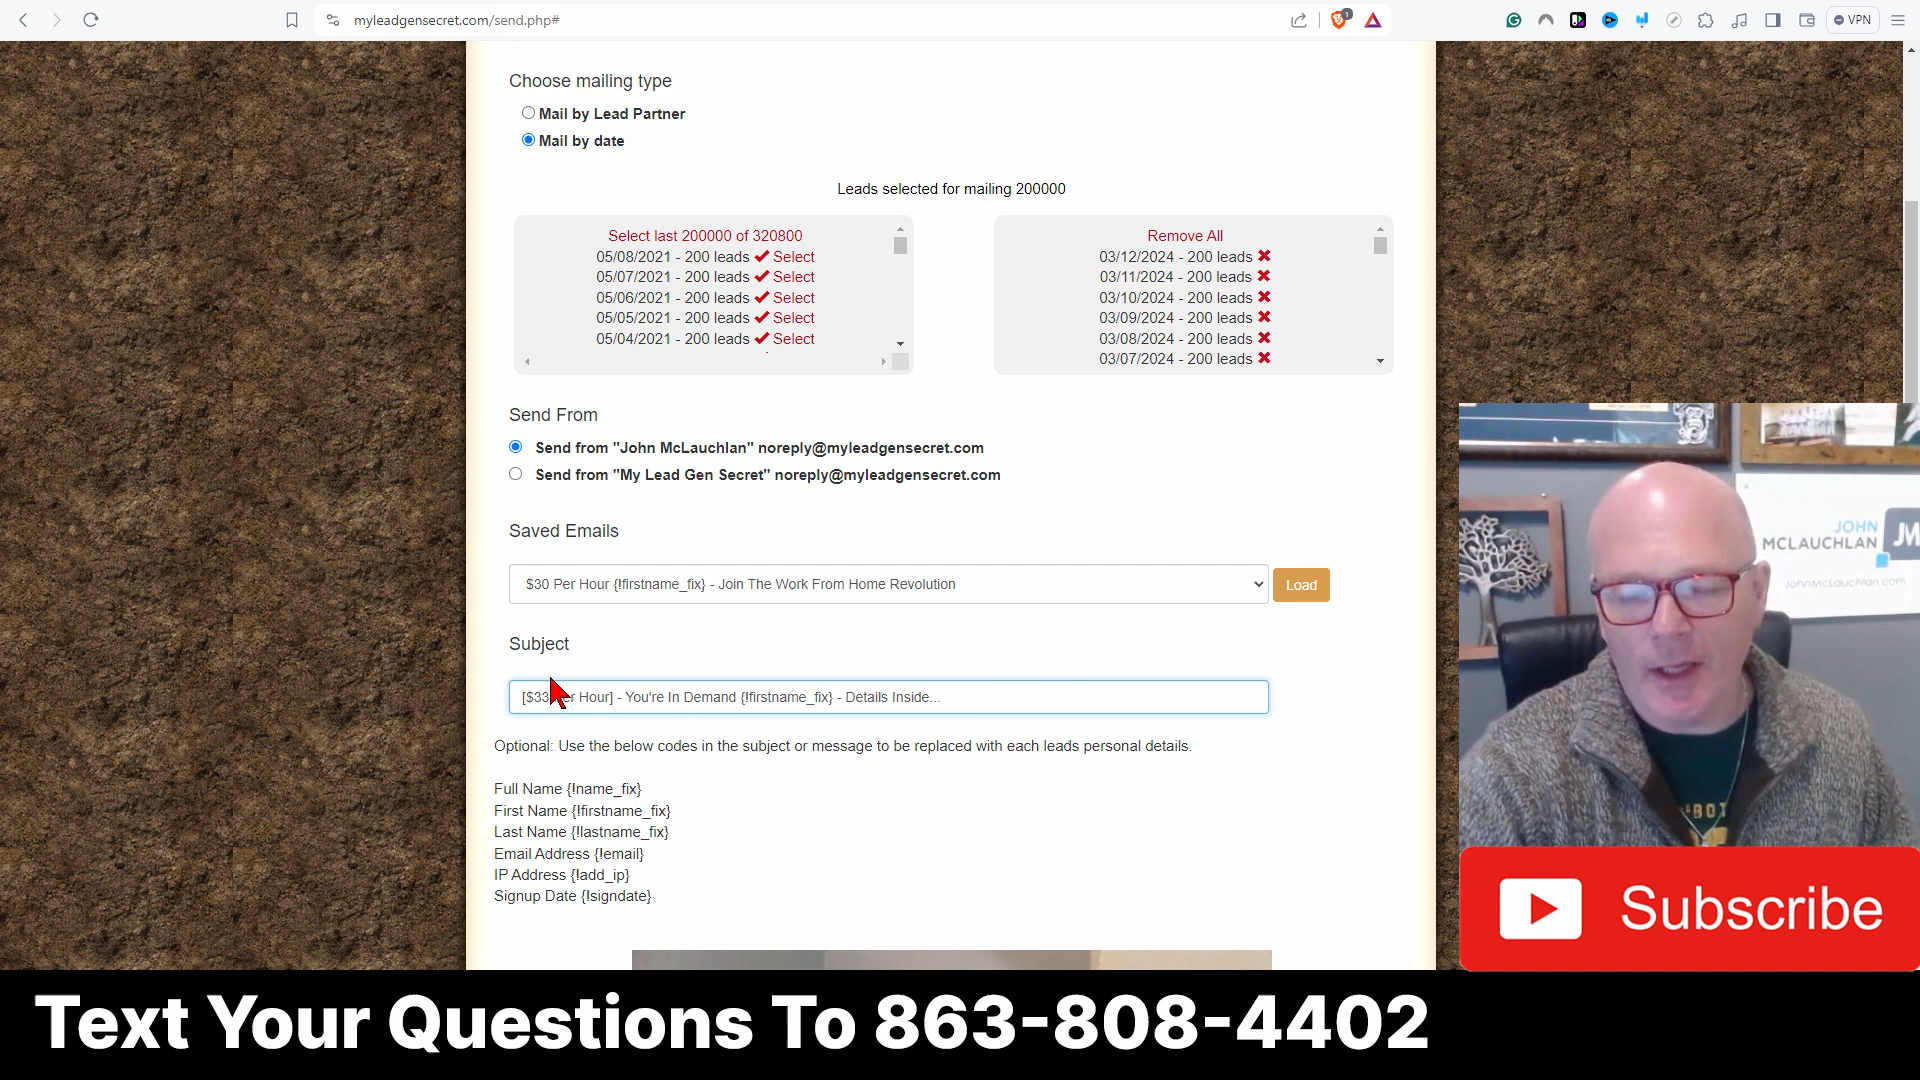 myleadgensecret.com/send.php#
1
VPN
Choose mailing type
Mail by Lead Partner
Mail by date
Leads selected for mailing 200000
Select last 200000 of 320800
05/08/2021 - 200 leads Select
05/07/2021 - 200 leads Select
05/06/2021 - 200 leads Select
05/05/2021 - 200 leads Select
05/04/2021 - 200 leads Select
Remove All
03/12/2024 - 200 leads
03/11/2024 - 200 leads
03/10/2024 - 200 leads
03/09/2024 - 200 leads
03/08/2024 - 200 leads
03/07/2024 - 200 leads
Send From
Send from "John McLauchlan" noreply@myleadgensecret.com
Send from "My Lead Gen Secret" noreply@myleadgensecret.com
Saved Emails
$30 Per Hour {!firstname_fix} - Join The Work From Home Revolution
Load
Subject
[$33 Per Hour] - You're In Demand {!firstname_fix} - Details Inside...
Optional: Use the below codes in the subject or message to be replaced with each leads personal details.
Full Name {!name_fix}
First Name {!firstname_fix}
Last Name {!lastname_fix}
Email Address {!email}
IP Address {!add_ip}
Signup Date {!signdate}
JOHN
MCLAUCHLAN
JM
JohnMcLauchlan.com
Subscribe
Text Your Questions To 863-808-4402